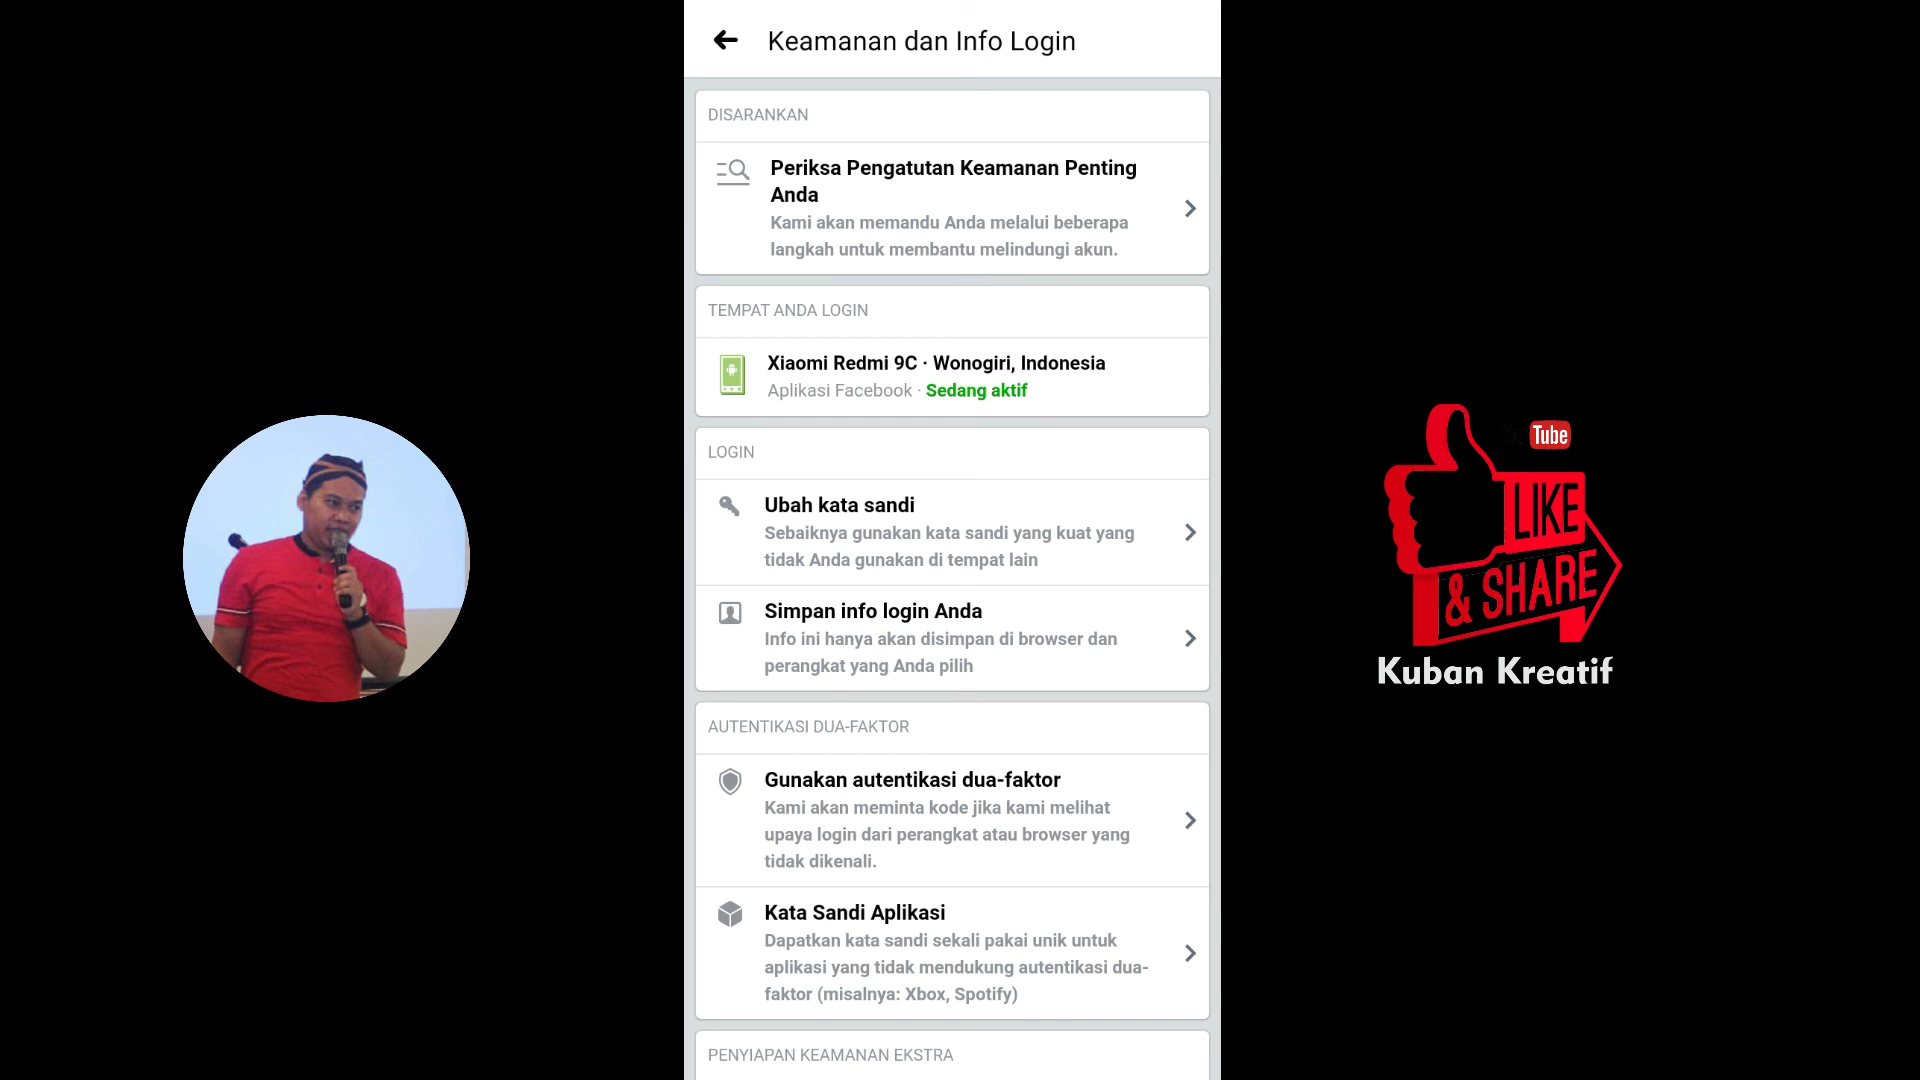 Keamanan dan Info Login
DISARANKAN
Periksa Pengatutan Keamanan Penting
Anda
Kami akan memandu Anda melalui beberapa
langkah untuk membantu melindungi akun.
TEMPAT ANDA LOGIN
Xiaomi Redmi 9C · Wonogiri, Indonesia
Aplikasi Facebook · Sedang aktif
LOGIN
Ubah kata sandi
Sebaiknya gunakan kata sandi yang kuat yang
tidak Anda gunakan di tempat lain
Simpan info login Anda
Info ini hanya akan disimpan di browser dan
perangkat yang Anda pilih
AUTENTIKASI DUA-FAKTOR
Gunakan autentikasi dua-faktor
Kami akan meminta kode jika kami melihat
upaya login dari perangkat atau browser yang
tidak dikenali.
Kata Sandi Aplikasi
Dapatkan kata sandi sekali pakai unik untuk
aplikasi yang tidak mendukung autentikasi dua-
faktor (misalnya: Xbox, Spotify)
PENYIAPAN KEAMANAN EKSTRA
Tube
LIKE
& SHARE
Kuban Kreatif